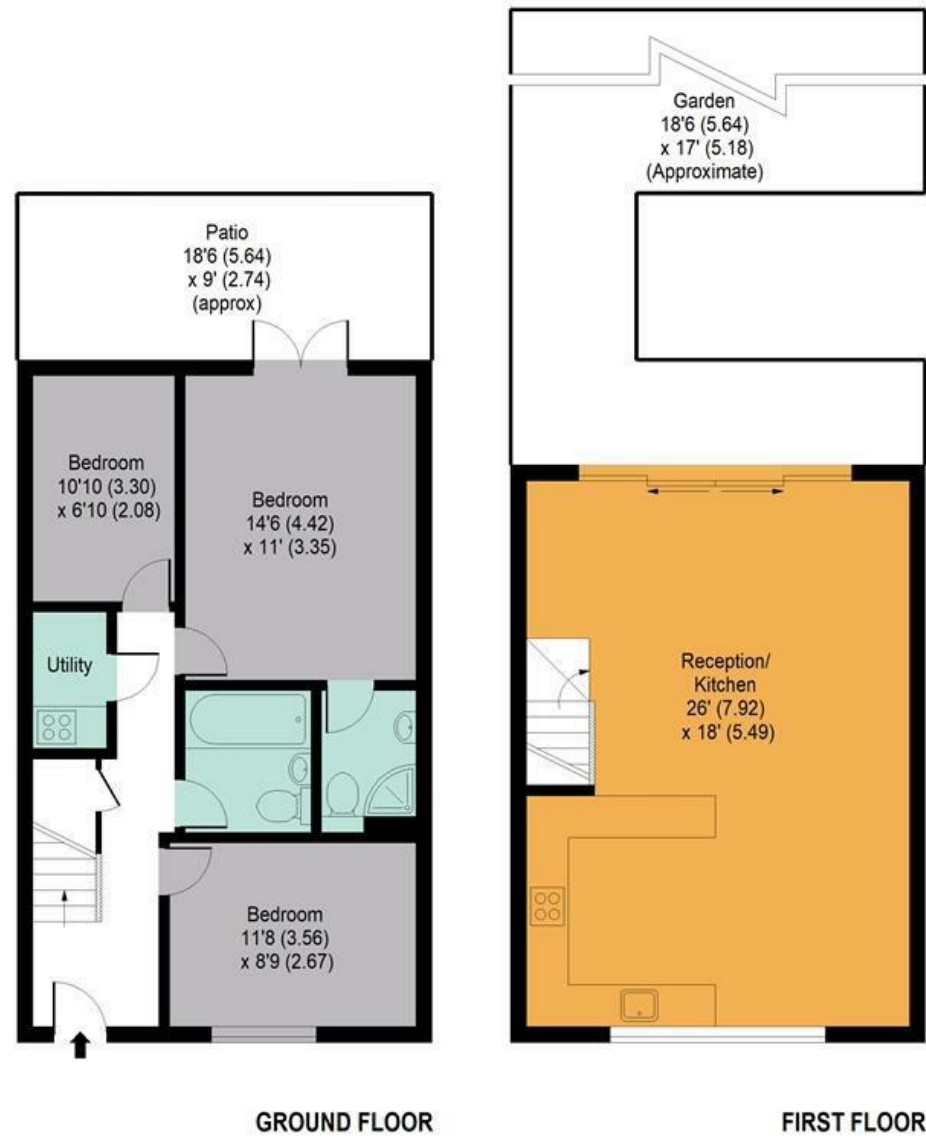 Garden
18'6 (5.64)
x 17' (5.18)
(Approximate)
Patio
18'6 (5.64)
x 9' (2.74)
(approx)
Bedroom
10'10 (3.30)
x 6'10 (2.08)
Bedroom
14'6 (4.42)
x 11' (3.35)
Utility
Reception/
Kitchen
26' (7.92)
x 18' (5.49)
Bedroom
11'8 (3.56)
x 8'9 (2.67)
GROUND FLOOR
FIRST FLOOR